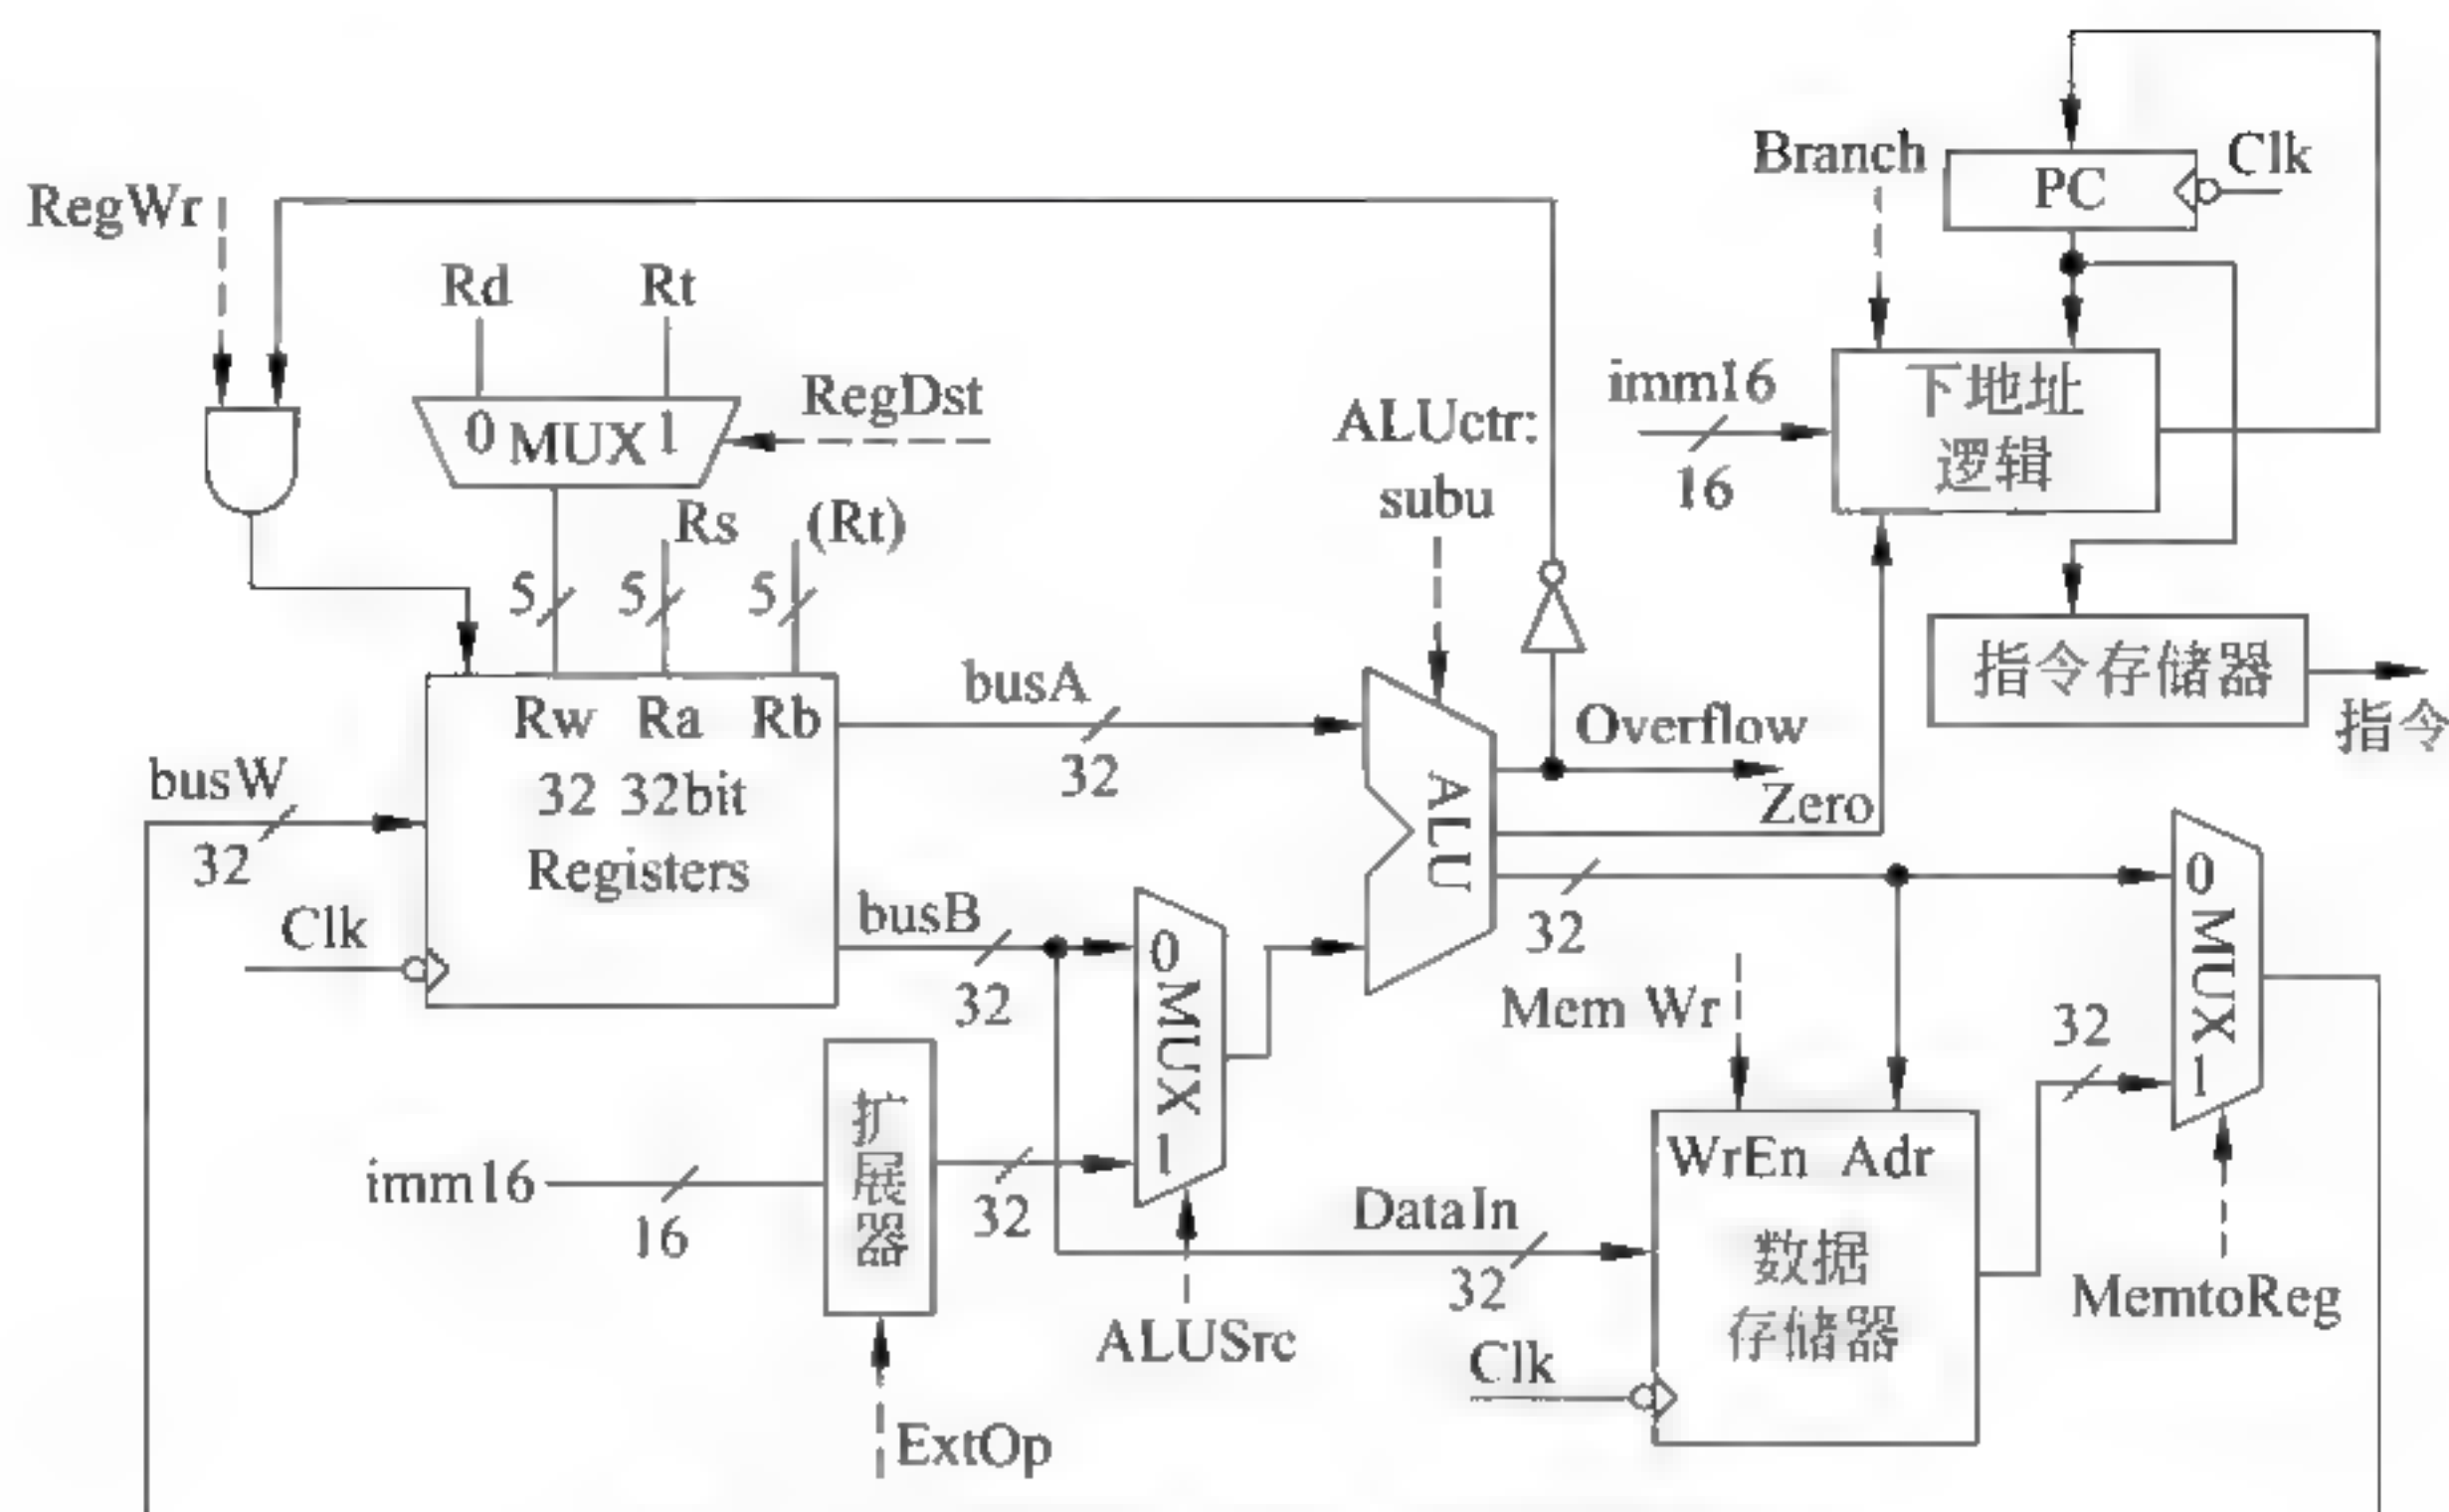 Branch
PC
Clk
RegWr
Rd
Rt
0 MUX 1
RegDst
ALUctr:
subu
imm16
16
下地址
逻辑
Rs
(Rt)
5
5
5
指令存储器
指令
Rw Ra Rb
32 32bit
Registers
busW
32
Clk
busA
32
busB
32
ALU
Overflow
Zero
32
0
MUX
1
0
MUX
1
32
Mem Wr
imm16
16
扩展器
32
ExtOp
ALUSrc
DataIn
32
WrEn Adr
数据
存储器
Clk
MemtoReg